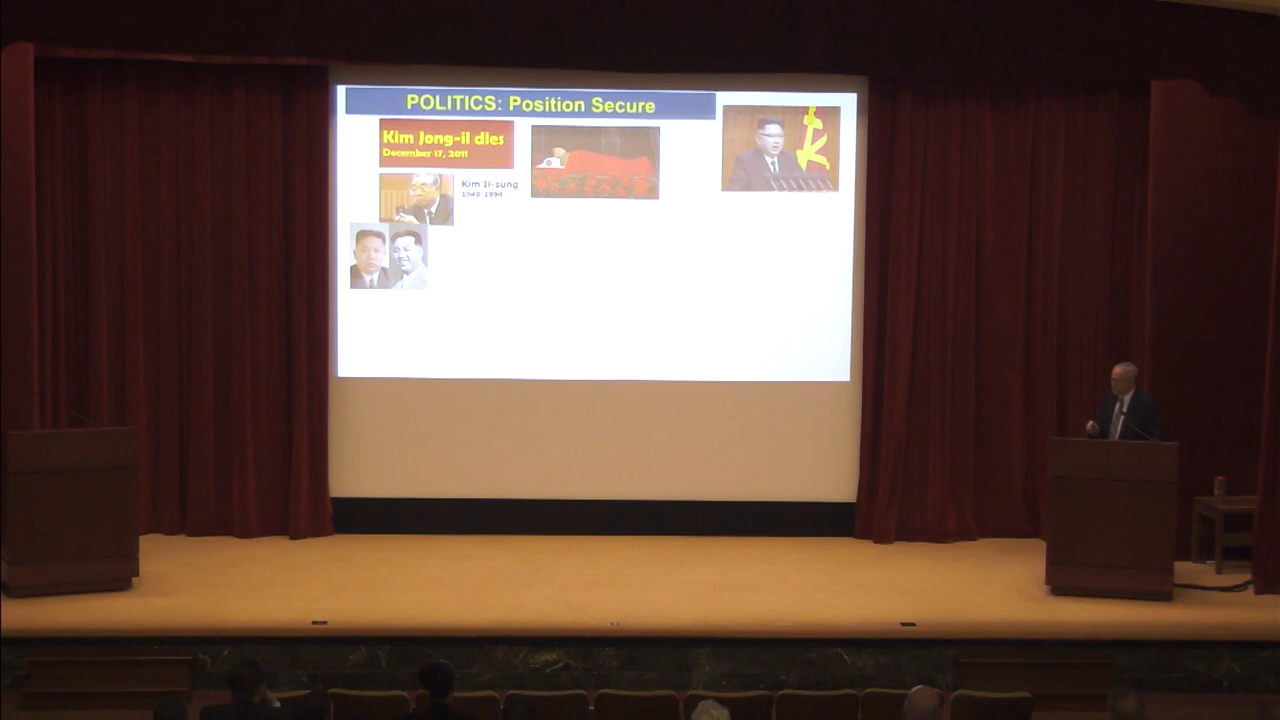 POLITICS: Position Secure
Kim Jong-il dies
December 17, 2011
Kim Il-sung
1948-1994